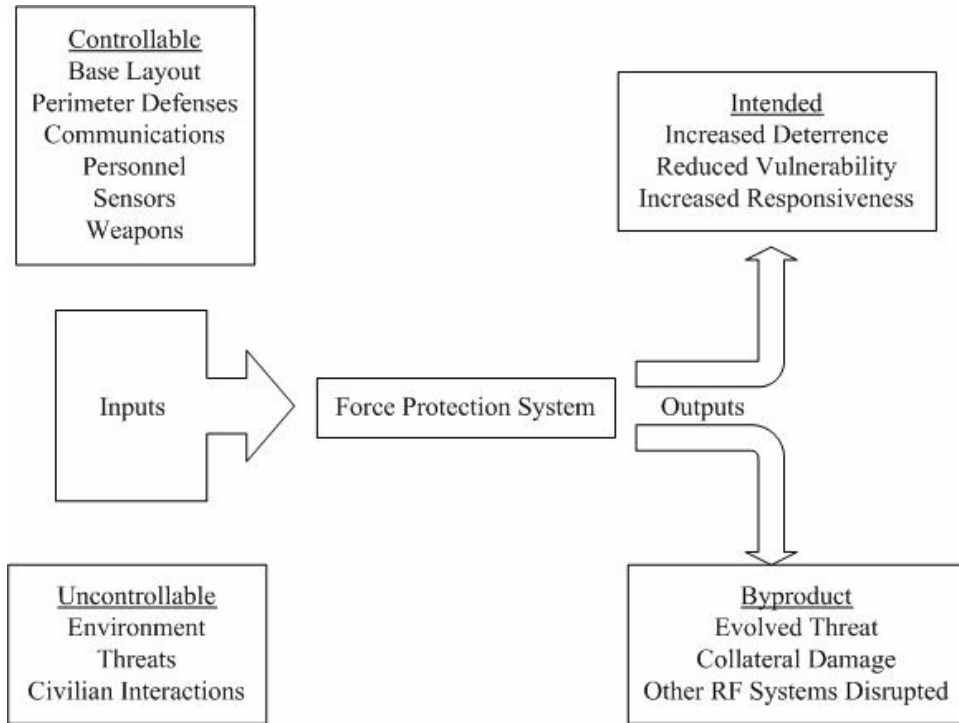 Controllable
Base Layout
Perimeter Defenses
Communications
Personnel
Sensors
Weapons
Intended
Increased Deterrence
Reduced Vulnerability
Increased Responsiveness
Inputs
Force Protection System
Outputs
Uncontrollable
Environment
Threats
Civilian Interactions
Byproduct
Evolved Threat
Collateral Damage
Other RF Systems Disrupted